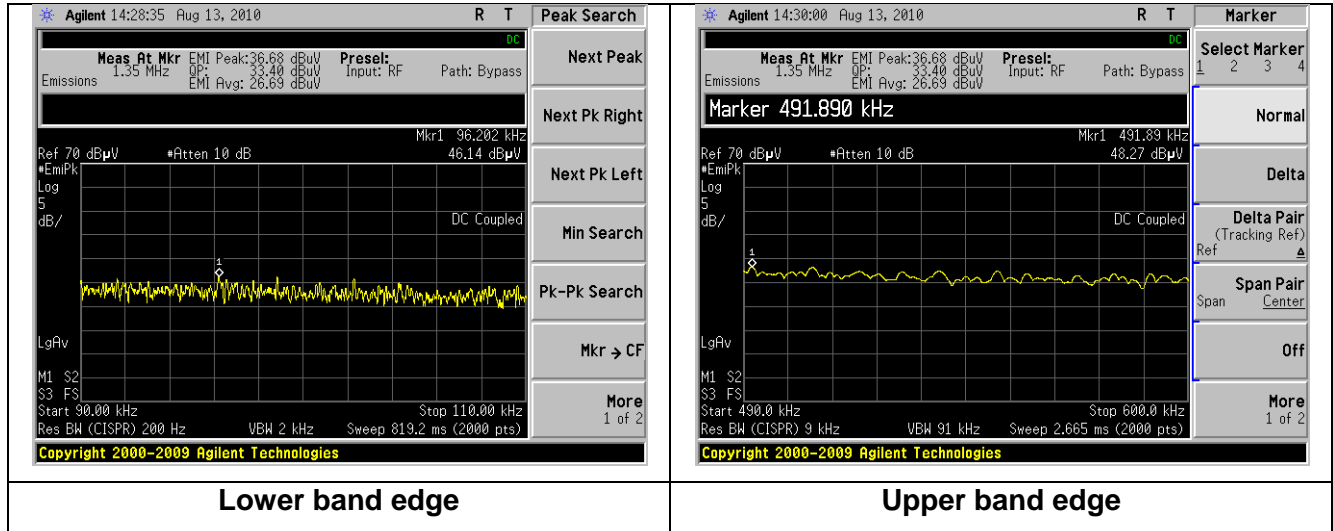 Agilent 14:28:35 Aug 13, 2010 R T Peak Search
DC
Meas At Mkr EMI Peak:36.68 dBuV Presel:
1.35 MHz QP: 33.40 dBuV Input: RF Path: Bypass
Emissions EMI Avg: 26.69 dBuV
Mkr1 96.202 kHz
Ref 70 dBµV #Atten 10 dB 46.14 dBµV
#EmiPk
Log
5
dB/
DC Coupled
1
LgAv
M1 S2
S3 FS
Start 90.00 kHz Stop 110.00 kHz
Res BW (CISPR) 200 Hz VBW 2 kHz Sweep 819.2 ms (2000 pts)
Copyright 2000-2009 Agilent Technologies
Next Peak
Next Pk Right
Next Pk Left
Min Search
Pk-Pk Search
Mkr → CF
More
1 of 2
Lower band edge
Agilent 14:30:00 Aug 13, 2010 R T Marker
DC
Meas At Mkr EMI Peak:36.68 dBuV Presel:
1.35 MHz QP: 33.40 dBuV Input: RF Path: Bypass
Emissions EMI Avg: 26.69 dBuV
Marker 491.890 kHz
Mkr1 491.89 kHz
Ref 70 dBµV #Atten 10 dB 48.27 dBµV
#EmiPk
Log
5
dB/
DC Coupled
1
LgAv
M1 S2
S3 FS
Start 490.0 kHz Stop 600.0 kHz
Res BW (CISPR) 9 kHz VBW 91 kHz Sweep 2.665 ms (2000 pts)
Copyright 2000-2009 Agilent Technologies
Select Marker
1 2 3 4
Normal
Delta
Delta Pair
(Tracking Ref)
Ref Δ
Span Pair
Span Center
Off
More
1 of 2
Upper band edge